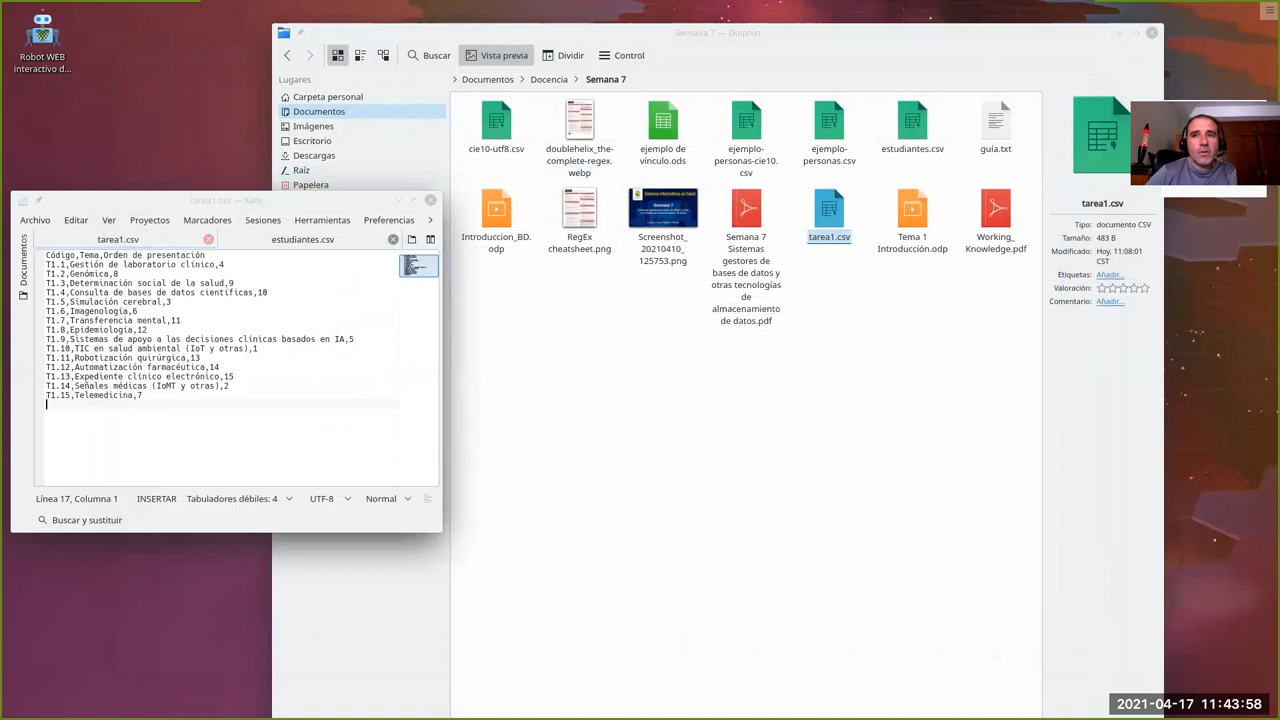 Robot WEB
interactivo d...
Semana 7 — Dolphin
Buscar
Vista previa
Dividir
Control
Lugares
Documentos
Docencia
Semana 7
Carpeta personal
Documentos
Imágenes
Escritorio
Descargas
Raíz
Papelera
cie10-utf8.csv
doublehelix_the-
complete-regex.
webp
ejemplo de
vínculo.ods
ejemplo-
personas-cie10.
csv
ejemplo-
personas.csv
estudiantes.csv
guía.txt
Introduccion_BD.
odp
RegEx
cheatsheet.png
Screenshot_
20210410_
125753.png
Semana 7
Sistemas
gestores de
bases de datos y
otras tecnologías
de
almacenamiento
de datos.pdf
tarea1.csv
Tema 1
Introducción.odp
Working_
Knowledge.pdf
tarea1.csv
Tipo: documento CSV
Tamaño: 483 B
Modificado: Hoy, 11:08:01
CST
Etiquetas: Añadir...
Valoración:
Comentario: Añadir...
tarea1.csv — Kate
Archivo Editar Ver Proyectos Marcadores Sesiones Herramientas Preferencias
tarea1.csv
estudiantes.csv
Documentos
Código,Tema,Orden de presentación
T1.1,Gestión de laboratorio clínico,4
T1.2,Genómica,8
T1.3,Determinación social de la salud,9
T1.4,Consulta de bases de datos científicas,10
T1.5,Simulación cerebral,3
T1.6,Imagenología,6
T1.7,Transferencia mental,11
T1.8,Epidemiología,12
T1.9,Sistemas de apoyo a las decisiones clínicas basados en IA,5
T1.10,TIC en salud ambiental (IoT y otras),1
T1.11,Robotización quirúrgica,13
T1.12,Automatización farmacéutica,14
T1.13,Expediente clínico electrónico,15
T1.14,Señales médicas (IoMT y otras),2
T1.15,Telemedicina,7
Línea 17, Columna 1 INSERTAR Tabuladores débiles: 4 UTF-8 Normal
Buscar y sustituir
2021-04-17 11:43:58